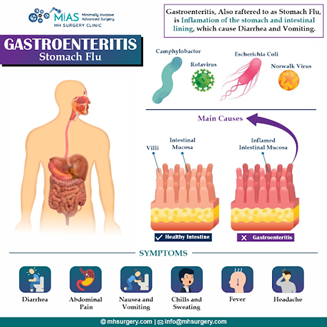 MIAS
Minimally Invasive
Advanced Surgery
MH SURGERY CLINIC
GASTROENTERITIS
Stomach Flu
Gastroenteritis, Also raffered to as Stomach Flu,
is Inflamation of the stomach and intestinal
lining, which cause Diarrhea and Vomiting.
Camphylobactor
Rotavirus
Escherichia Coli
Norwalk Virus
Main Causes
Villi
Intestinal
Mucosa
Inflamed
Intestinal Mucosa
Healthy Intestine
Gastroenteritis
SYMPTOMS
Diarrhea
Abdominal
Pain
Nausea and
Vomiting
Chills and
Sweating
Fever
Headache
mhsurgery.com | info@mhsurgery.com